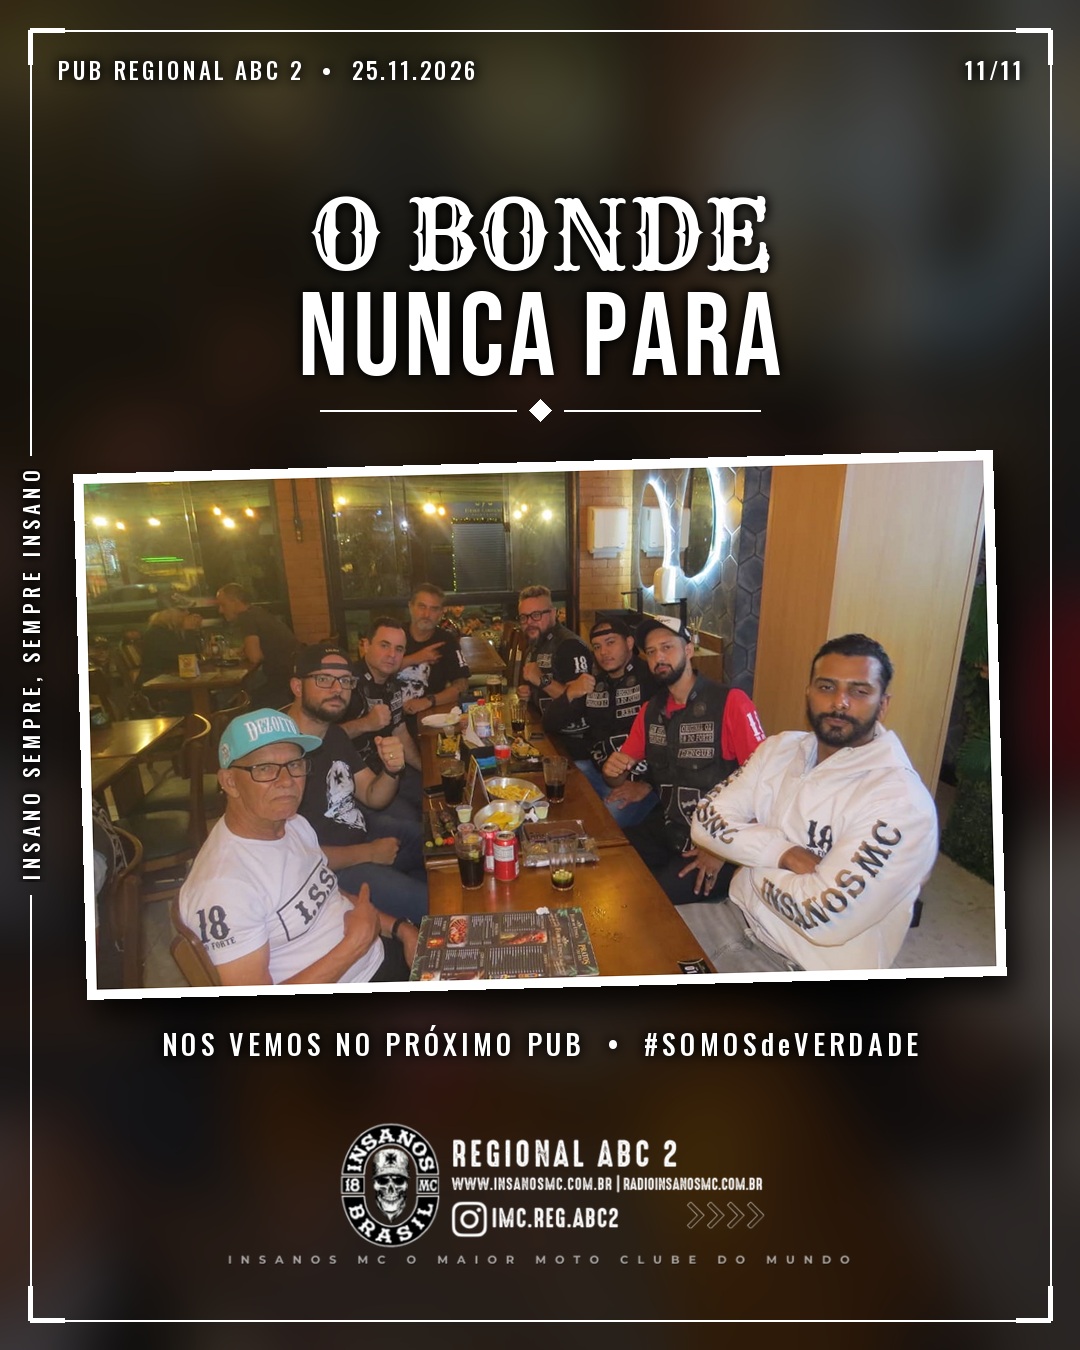 PUB REGIONAL ABC 2 • 25.11.2026
11/11
O BONDE
NUNCA PARA
INSANO SEMPRE, SEMPRE INSANO
DEZOITO
18
FORTE
I.S.S
18
18
18
INSANOS MC
NOS VEMOS NO PRÓXIMO PUB • #SOMOSdeVERDADE
INSANOS
18 MC
BRASIL
REGIONAL ABC 2
WWW.INSANOSMC.COM.BR | RADIOINSANOSMC.COM.BR
IMC.REG.ABC2
INSANOS MC O MAIOR MOTO CLUBE DO MUNDO